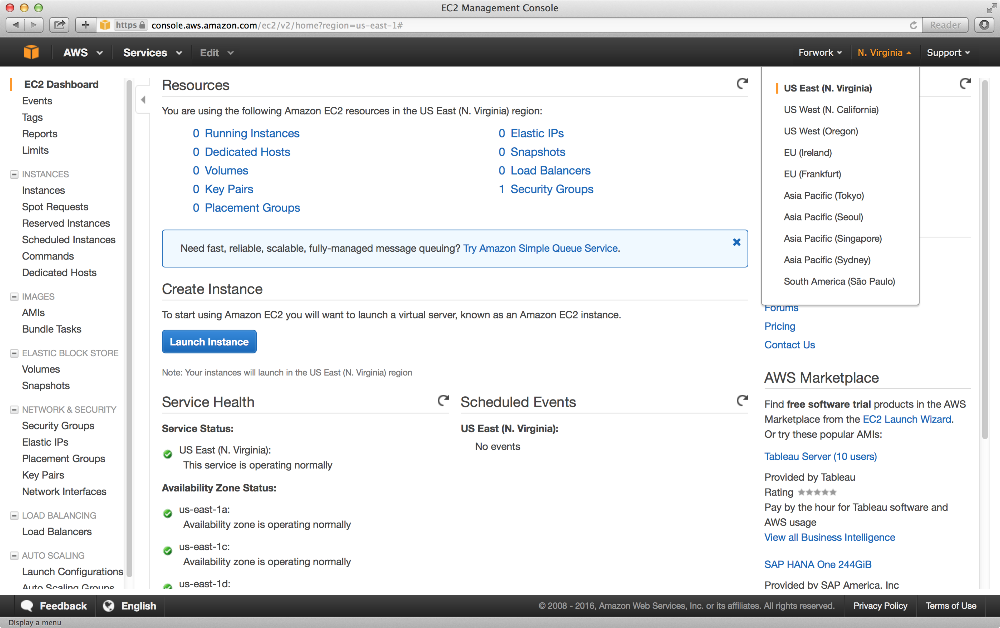 EC2 Management Console
https console.aws.amazon.com/ec2/v2/home?region=us-east-1#
Reader
AWS
Services
Edit
Forwork
N. Virginia
Support
EC2 Dashboard
Events
Tags
Reports
Limits
INSTANCES
Instances
Spot Requests
Reserved Instances
Scheduled Instances
Commands
Dedicated Hosts
IMAGES
AMIs
Bundle Tasks
ELASTIC BLOCK STORE
Volumes
Snapshots
NETWORK & SECURITY
Security Groups
Elastic IPs
Placement Groups
Key Pairs
Network Interfaces
LOAD BALANCING
Load Balancers
AUTO SCALING
Launch Configurations
Auto Scaling Groups
Resources
You are using the following Amazon EC2 resources in the US East (N. Virginia) region:
0 Running Instances
0 Dedicated Hosts
0 Volumes
0 Key Pairs
0 Placement Groups
0 Elastic IPs
0 Snapshots
0 Load Balancers
1 Security Groups
Need fast, reliable, scalable, fully-managed message queuing? Try Amazon Simple Queue Service.
Create Instance
To start using Amazon EC2 you will want to launch a virtual server, known as an Amazon EC2 instance.
Launch Instance
Note: Your instances will launch in the US East (N. Virginia) region
Service Health
Service Status:
US East (N. Virginia):
This service is operating normally
Availability Zone Status:
us-east-1a:
Availability zone is operating normally
us-east-1c:
Availability zone is operating normally
us-east-1d:
Scheduled Events
US East (N. Virginia):
No events
US East (N. Virginia)
US West (N. California)
US West (Oregon)
EU (Ireland)
EU (Frankfurt)
Asia Pacific (Tokyo)
Asia Pacific (Seoul)
Asia Pacific (Singapore)
Asia Pacific (Sydney)
South America (São Paulo)
Forums
Pricing
Contact Us
AWS Marketplace
Find free software trial products in the AWS
Marketplace from the EC2 Launch Wizard.
Or try these popular AMIs:
Tableau Server (10 users)
Provided by Tableau
Rating
Pay by the hour for Tableau software and
AWS usage
View all Business Intelligence
SAP HANA One 244GiB
Provided by SAP America, Inc
Feedback
English
© 2008 - 2016, Amazon Web Services, Inc. or its affiliates. All rights reserved.
Privacy Policy
Terms of Use
Display a menu